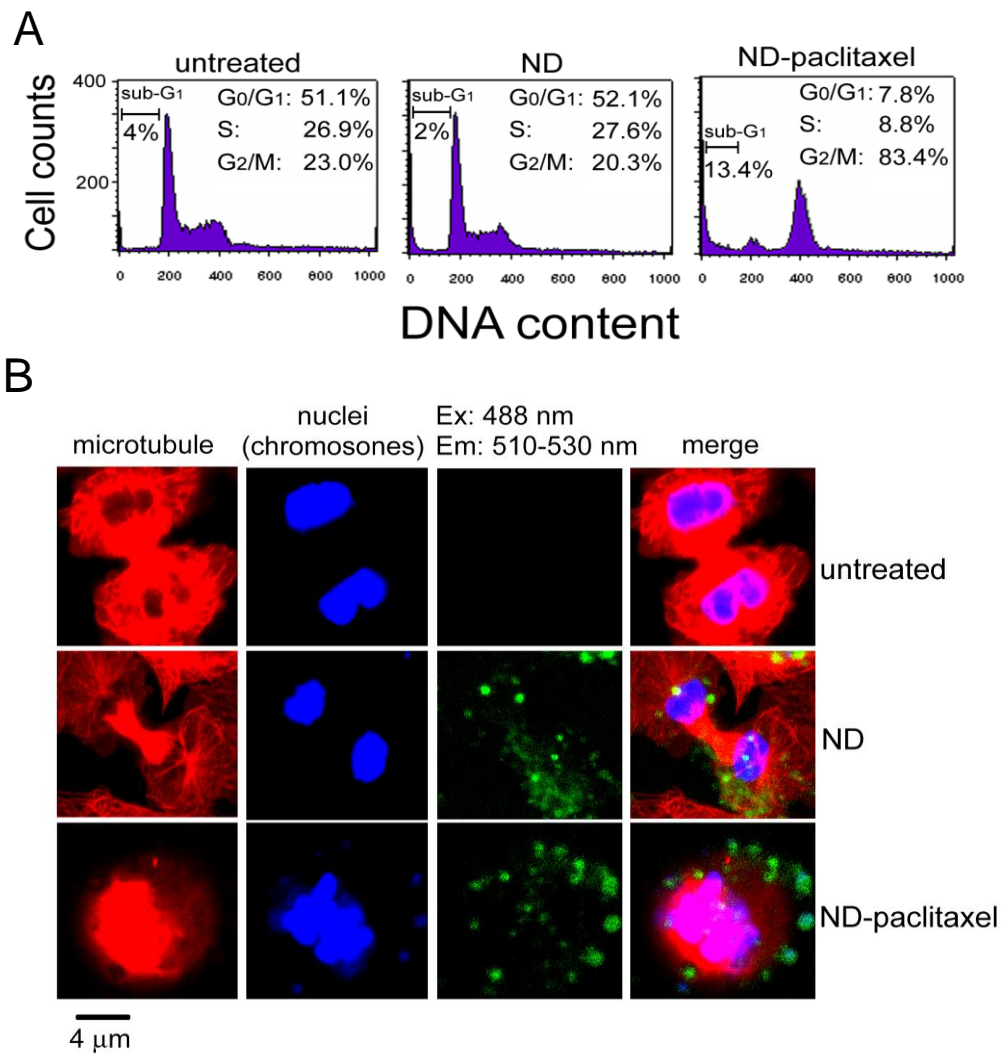 A
untreated
ND
ND-paclitaxel
Cell counts
400
200
sub-G1
4%
G0/G1: 51.1%
S: 26.9%
G2/M: 23.0%
0 200 400 600 800 1000
sub-G1
2%
G0/G1: 52.1%
S: 27.6%
G2/M: 20.3%
0 200 400 600 800 1000
sub-G1
13.4%
G0/G1: 7.8%
S: 8.8%
G2/M: 83.4%
0 200 400 600 800 1000
DNA content
B
microtubule
nuclei
(chromosones)
Ex: 488 nm
Em: 510-530 nm
merge
untreated
ND
ND-paclitaxel
4 μm